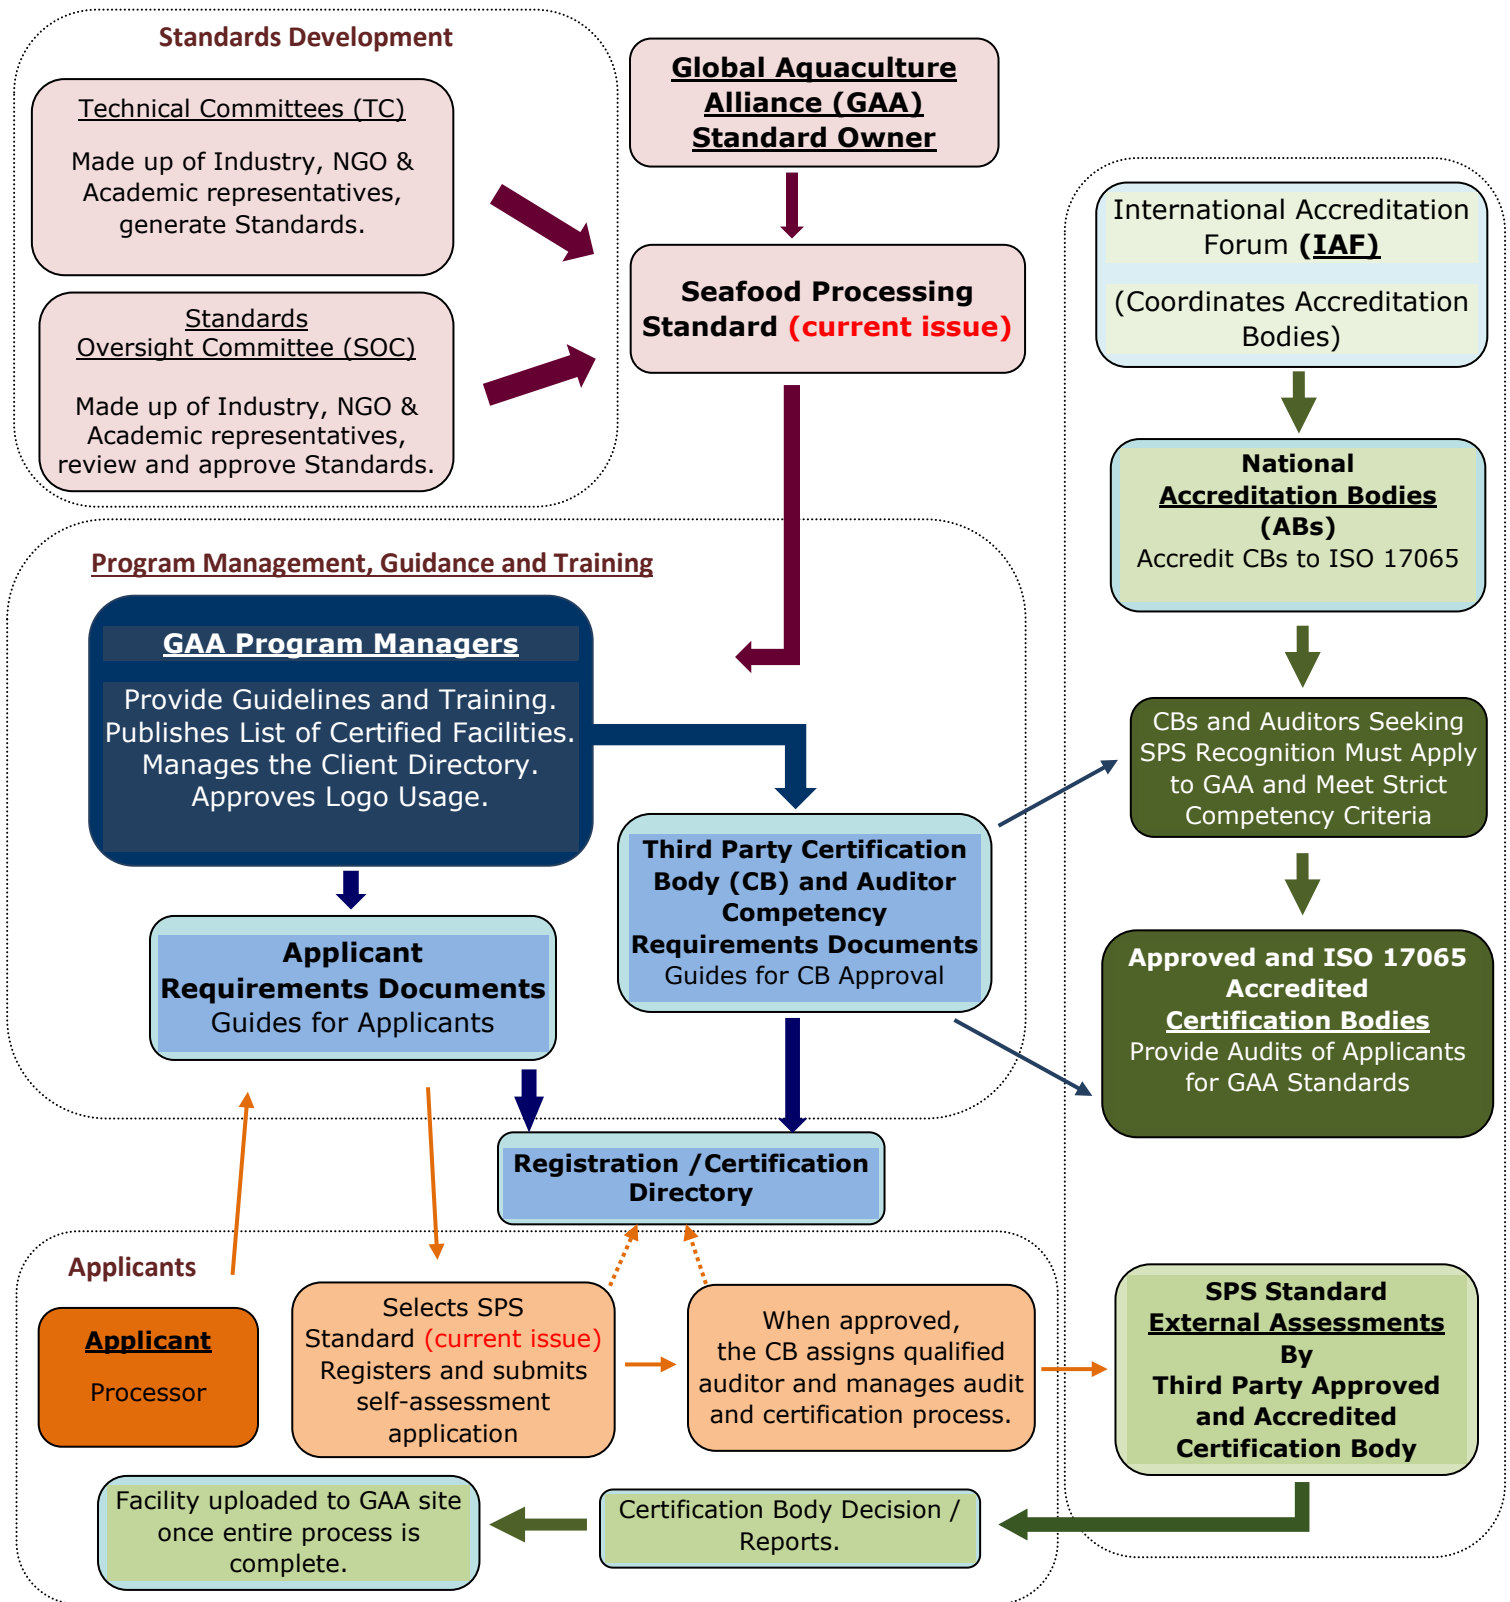 Standards Development
Technical Committees (TC)
Made up of Industry, NGO &
Academic representatives,
generate Standards.
Standards
Oversight Committee (SOC)
Made up of Industry, NGO &
Academic representatives,
review and approve Standards.
Global Aquaculture
Alliance (GAA)
Standard Owner
Seafood Processing
Standard (current issue)
International Accreditation
Forum (IAF)
(Coordinates Accreditation
Bodies)
National
Accreditation Bodies
(ABs)
Accredit CBs to ISO 17065
CBs and Auditors Seeking
SPS Recognition Must Apply
to GAA and Meet Strict
Competency Criteria
Approved and ISO 17065
Accredited
Certification Bodies
Provide Audits of Applicants
for GAA Standards
Program Management, Guidance and Training
GAA Program Managers
Provide Guidelines and Training.
Publishes List of Certified Facilities.
Manages the Client Directory.
Approves Logo Usage.
Third Party Certification
Body (CB) and Auditor
Competency
Requirements Documents
Guides for CB Approval
Applicant
Requirements Documents
Guides for Applicants
Registration /Certification
Directory
Applicants
Applicant
Processor
Selects SPS
Standard (current issue)
Registers and submits
self-assessment
application
When approved,
the CB assigns qualified
auditor and manages audit
and certification process.
SPS Standard
External Assessments
By
Third Party Approved
and Accredited
Certification Body
Certification Body Decision /
Reports.
Facility uploaded to GAA site
once entire process is
complete.